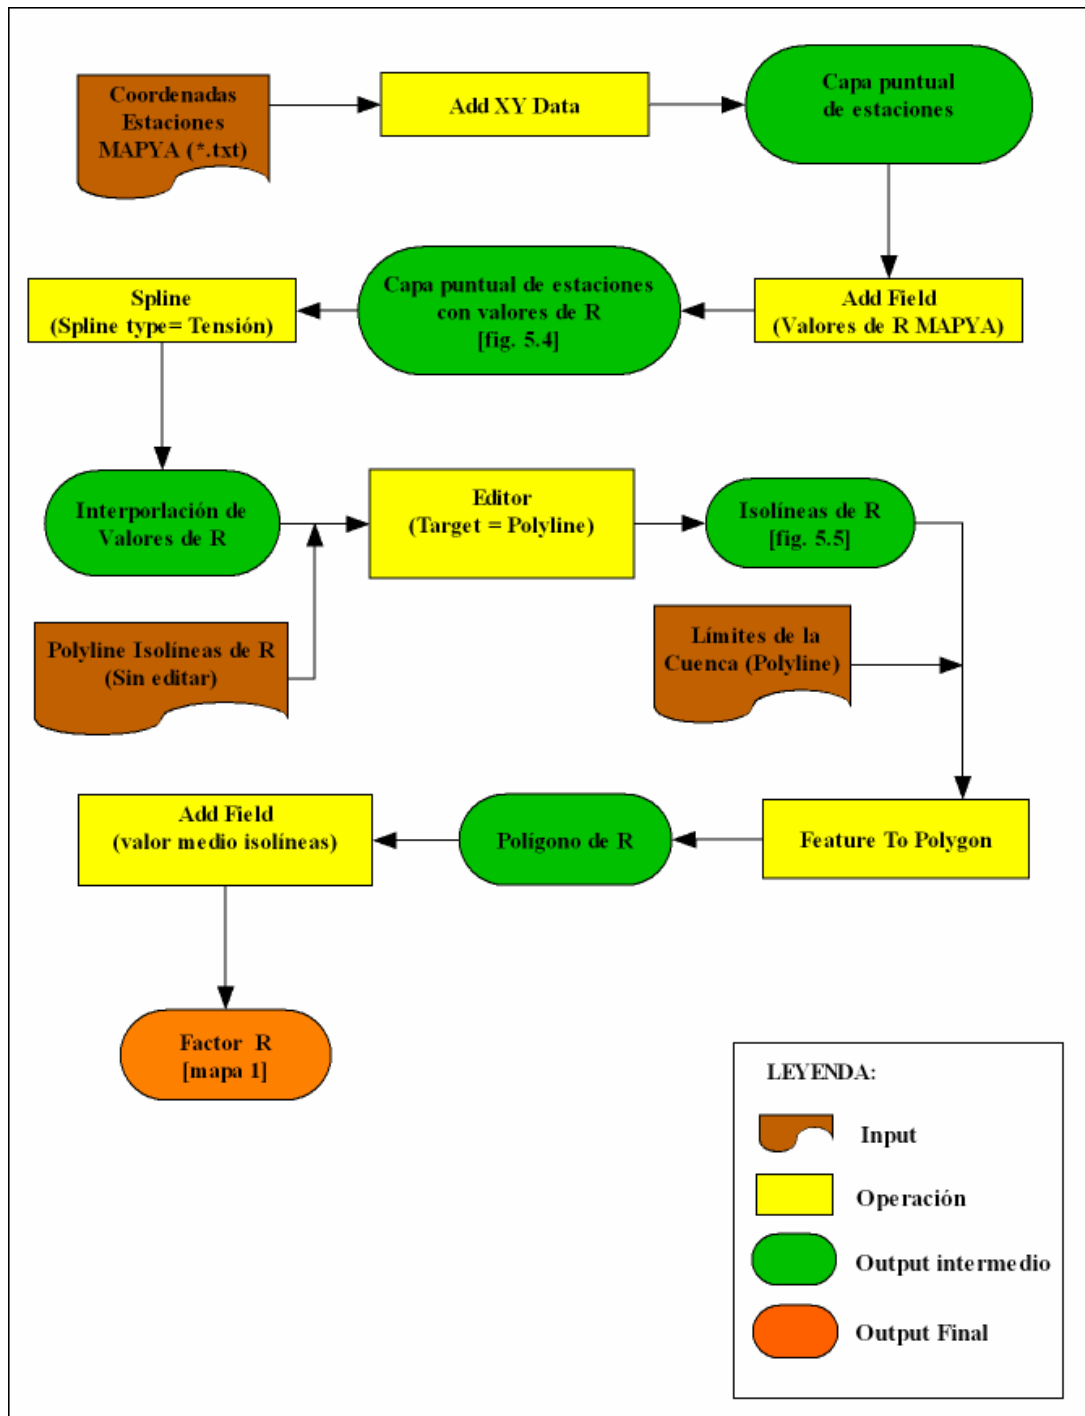 Coordenadas
Estaciones
MAPYA (*.txt)
Add XY Data
Capa puntual
de estaciones
Spline
(Spline type= Tensión)
Capa puntual de estaciones
con valores de R
[fig. 5.4]
Add Field
(Valores de R MAPYA)
Interporlación de
Valores de R
Editor
(Target = Polyline)
Isolíneas de R
[fig. 5.5]
Polyline Isolíneas de R
(Sin editar)
Límites de la
Cuenca (Polyline)
Add Field
(valor medio isolíneas)
Polígono de R
Feature To Polygon
Factor R
[mapa 1]
LEYENDA:
Input
Operación
Output intermedio
Output Final